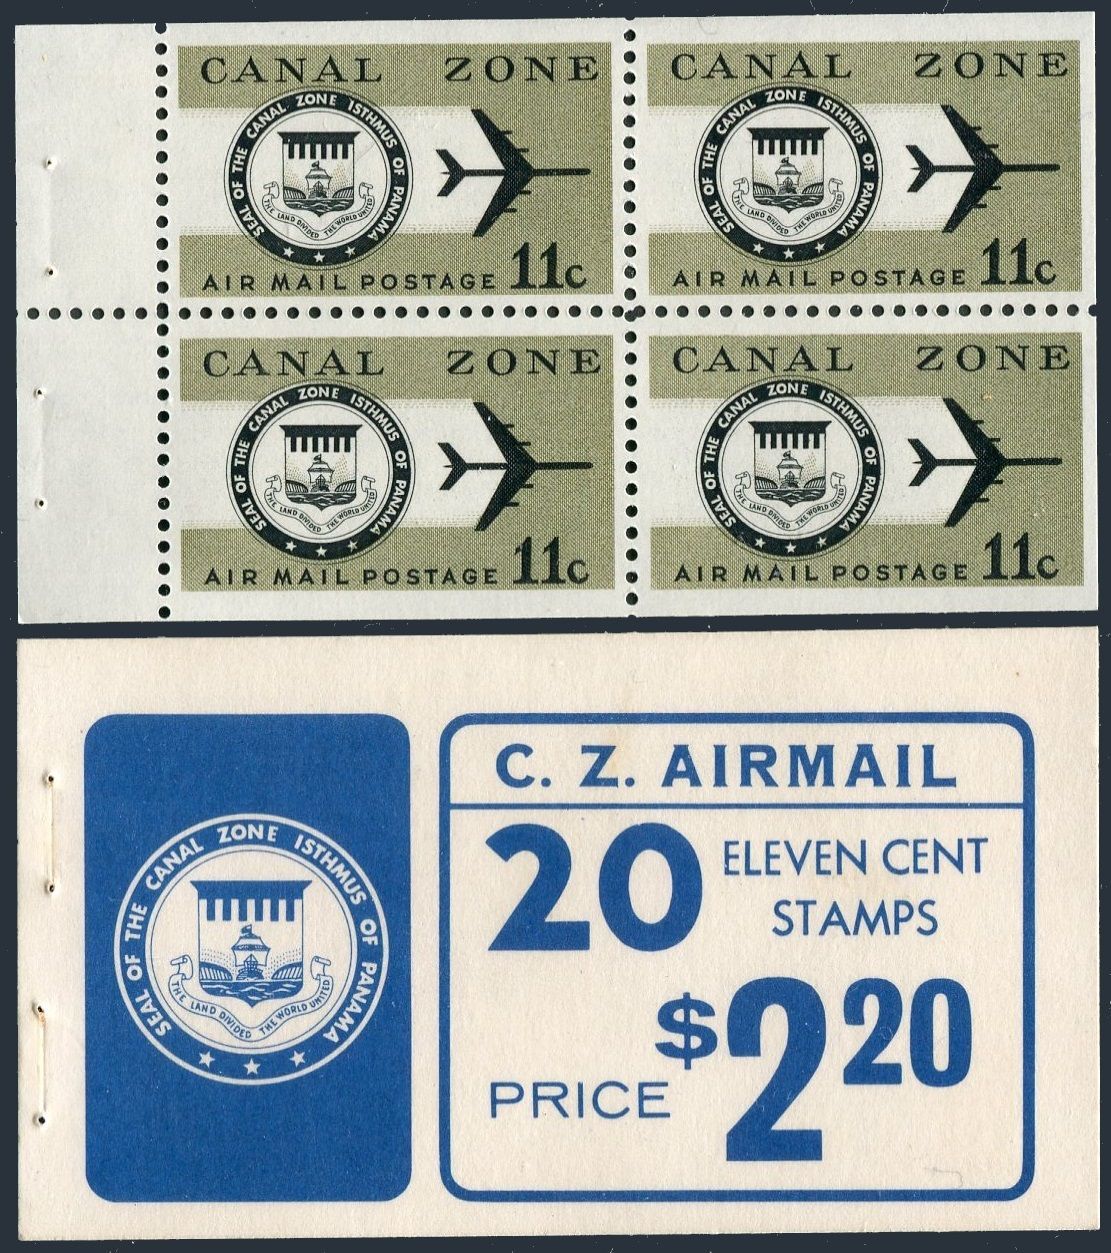 CANAL ZONE
SEAL OF THE CANAL ZONE ISTHMUS OF PANAMA
THE LAND DIVIDED THE WORLD UNITED
AIR MAIL POSTAGE 11c
CANAL ZONE
SEAL OF THE CANAL ZONE ISTHMUS OF PANAMA
THE LAND DIVIDED THE WORLD UNITED
AIR MAIL POSTAGE 11c
CANAL ZONE
SEAL OF THE CANAL ZONE ISTHMUS OF PANAMA
THE LAND DIVIDED THE WORLD UNITED
AIR MAIL POSTAGE 11c
CANAL ZONE
SEAL OF THE CANAL ZONE ISTHMUS OF PANAMA
THE LAND DIVIDED THE WORLD UNITED
AIR MAIL POSTAGE 11c
SEAL OF THE CANAL ZONE ISTHMUS OF PANAMA
THE LAND DIVIDED THE WORLD UNITED
C. Z. AIRMAIL
20 ELEVEN CENT
STAMPS
PRICE $2 20